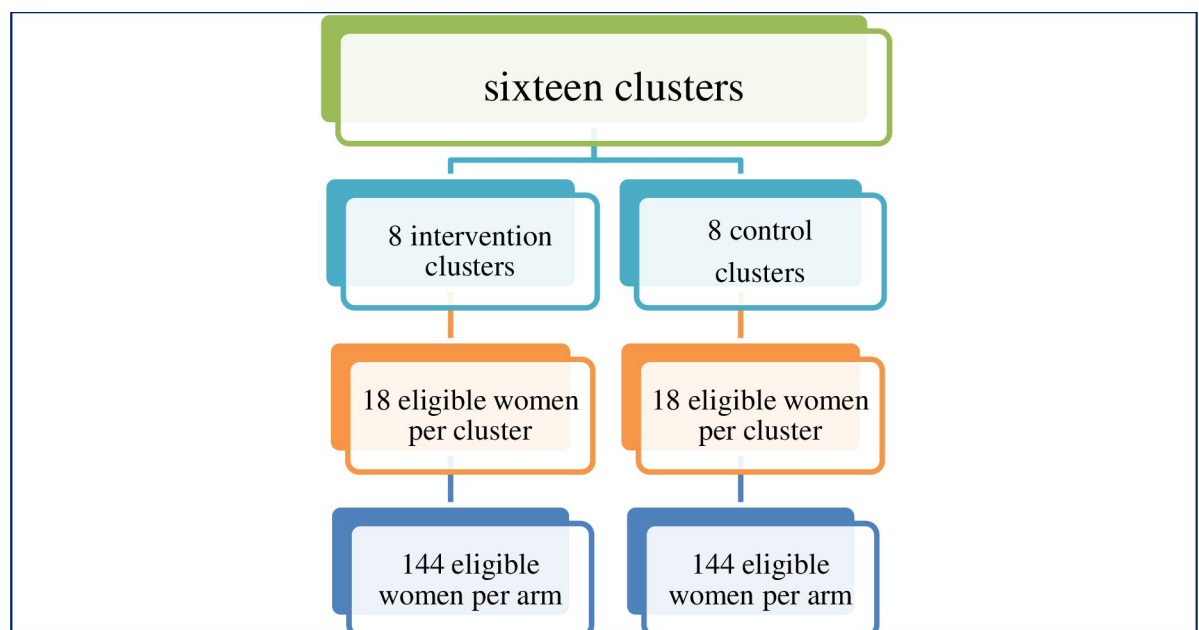 sixteen clusters
8 intervention
clusters
8 control
clusters
18 eligible women
per cluster
18 eligible women
per cluster
144 eligible
women per arm
144 eligible
women per arm